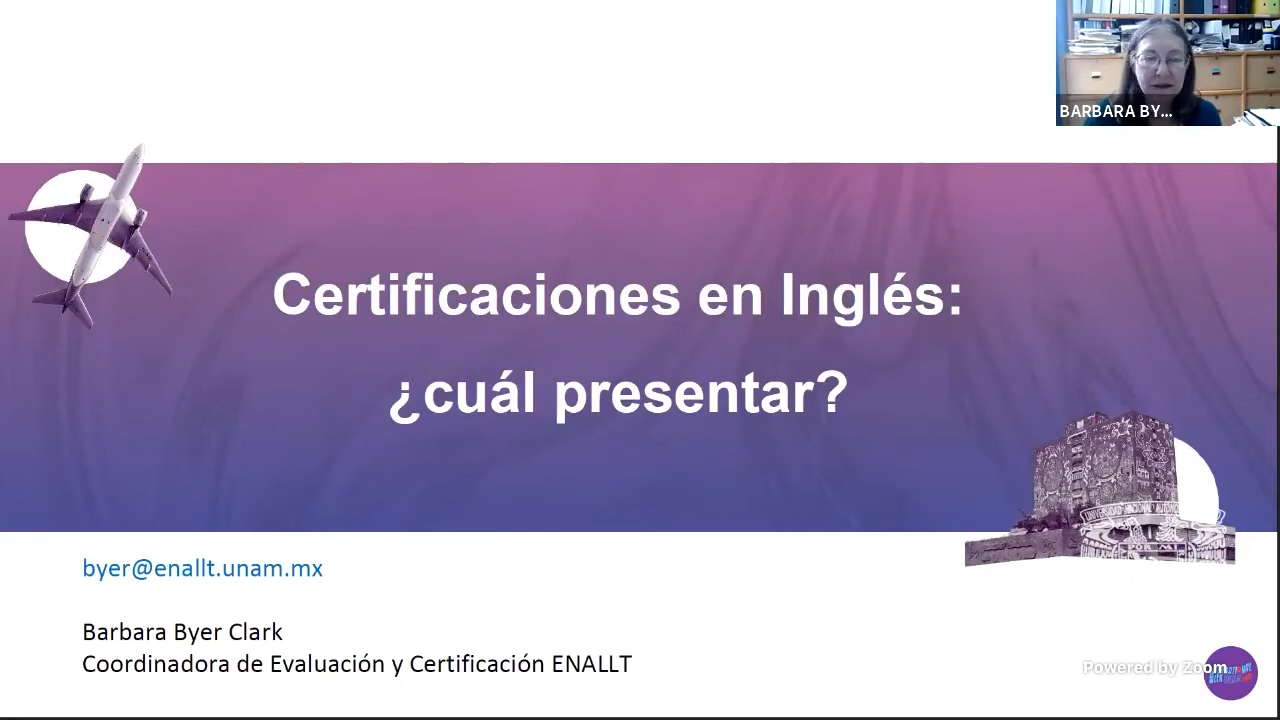 BARBARA BY...
Certificaciones en Inglés:
¿cuál presentar?
byer@enallt.unam.mx
Barbara Byer Clark
Coordinadora de Evaluación y Certificación ENALLT
Powered by Zoom